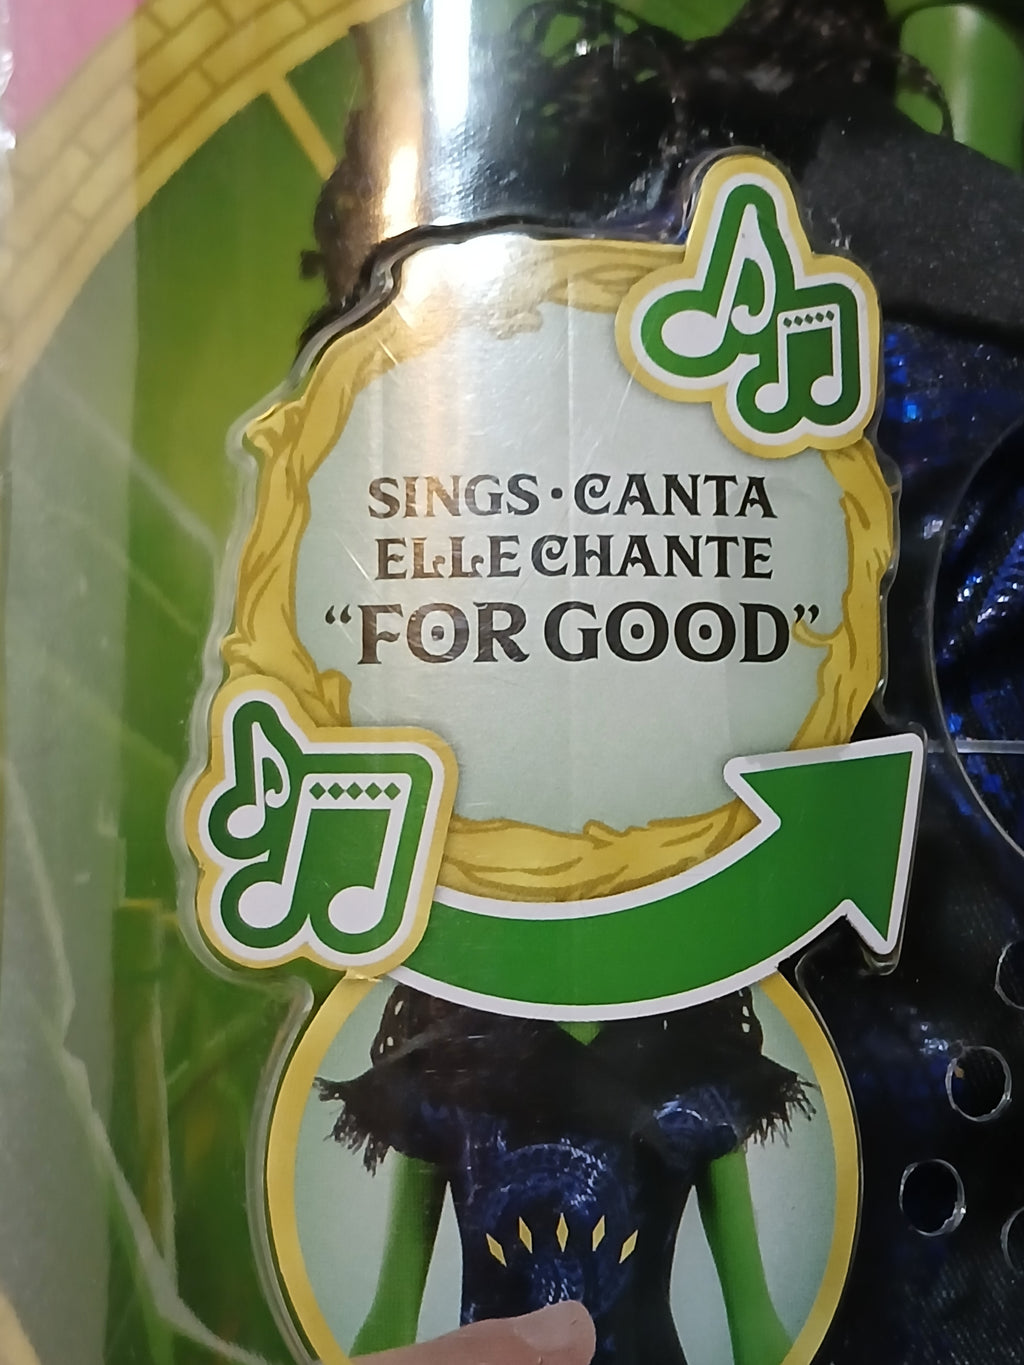 SINGS • CANTA
ELLE CHANTE
“FOR GOOD”